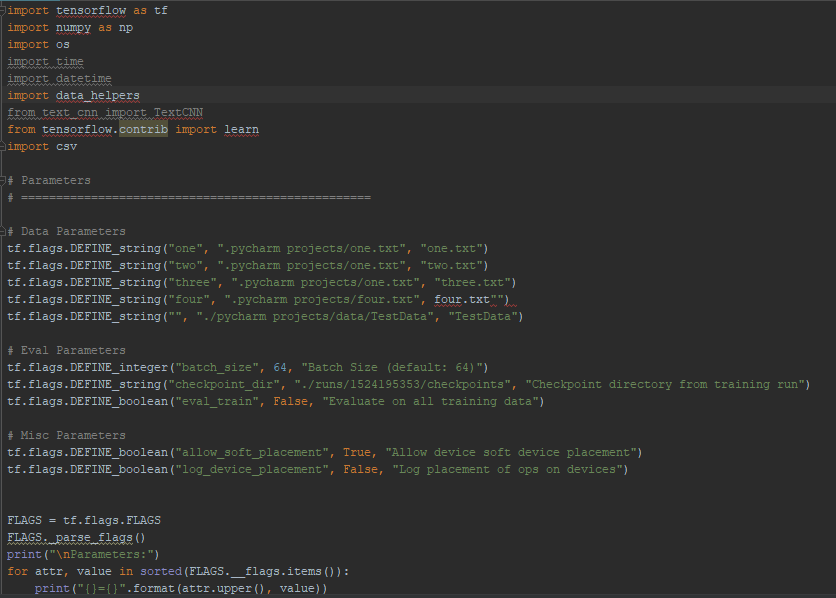 import tensorflow as tf
import numpy as np
import os
import time
import datetime
import data_helpers
from text_cnn import TextCNN
from tensorflow.contrib import learn
import csv
# Parameters
# ==================================================
# Data Parameters
tf.flags.DEFINE_string("one", ".pycharm projects/one.txt", "one.txt")
tf.flags.DEFINE_string("two", ".pycharm projects/one.txt", "two.txt")
tf.flags.DEFINE_string("three", ".pycharm projects/one.txt", "three.txt")
tf.flags.DEFINE_string("four", ".pycharm projects/four.txt", four.txt"")
tf.flags.DEFINE_string("", "./pycharm projects/data/TestData", "TestData")
# Eval Parameters
tf.flags.DEFINE_integer("batch_size", 64, "Batch Size (default: 64)")
tf.flags.DEFINE_string("checkpoint_dir", "./runs/1524195353/checkpoints", "Checkpoint directory from training run")
tf.flags.DEFINE_boolean("eval_train", False, "Evaluate on all training data")
# Misc Parameters
tf.flags.DEFINE_boolean("allow_soft_placement", True, "Allow device soft device placement")
tf.flags.DEFINE_boolean("log_device_placement", False, "Log placement of ops on devices")
FLAGS = tf.flags.FLAGS
FLAGS._parse_flags()
print("\nParameters:")
for attr, value in sorted(FLAGS.__flags.items()):
    print("{}={}".format(attr.upper(), value))